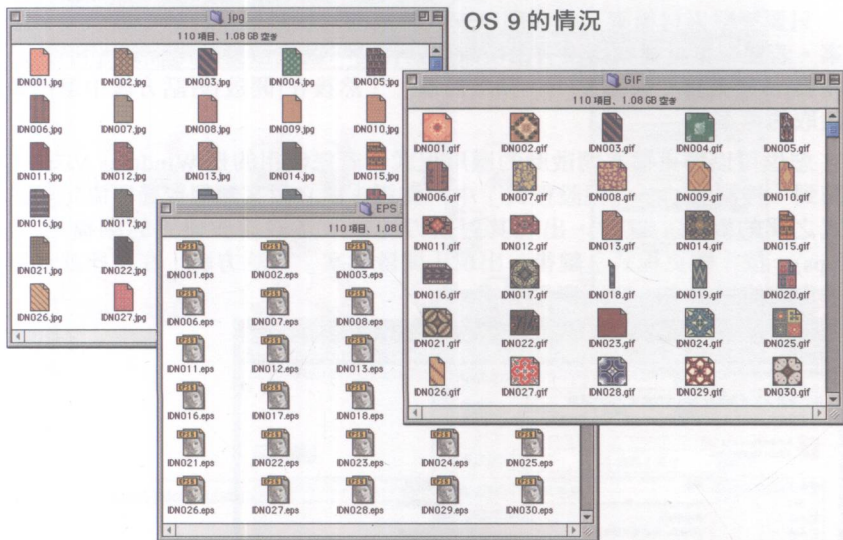 OS 9 的情況
jpg
110 項目、1.08 GB 空き
IDN001.jpg IDN002.jpg IDN003.jpg IDN004.jpg IDN005.jpg
IDN006.jpg IDN007.jpg IDN008.jpg IDN009.jpg IDN010.jpg
IDN011.jpg IDN012.jpg IDN013.jpg IDN014.jpg IDN015.jpg
IDN016.jpg IDN017.jpg
IDN021.jpg IDN022.jpg
IDN026.jpg IDN027.jpg
GIF
110 項目、1.08 GB 空き
IDN001.gif IDN002.gif IDN003.gif IDN004.gif IDN005.gif
IDN006.gif IDN007.gif IDN008.gif IDN009.gif IDN010.gif
IDN011.gif IDN012.gif IDN013.gif IDN014.gif IDN015.gif
IDN016.gif IDN017.gif IDN018.gif IDN019.gif IDN020.gif
IDN021.gif IDN022.gif IDN023.gif IDN024.gif IDN025.gif
IDN026.gif IDN027.gif IDN028.gif IDN029.gif IDN030.gif
EPS
110 項目、1.08
IDN001.eps IDN002.eps IDN003.eps
IDN006.eps IDN007.eps IDN008.eps
IDN011.eps IDN012.eps IDN013.eps
IDN016.eps IDN017.eps IDN018.eps
IDN021.eps IDN022.eps IDN023.eps IDN024.eps IDN025.eps
IDN026.eps IDN027.eps IDN028.eps IDN029.eps IDN030.eps